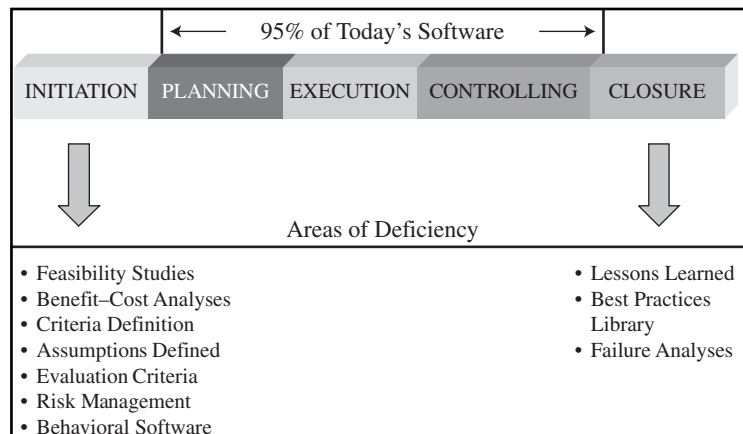 95% of Today's Software
INITIATION PLANNING EXECUTION CONTROLLING CLOSURE
Areas of Deficiency
• Feasibility Studies
• Benefit–Cost Analyses
• Criteria Definition
• Assumptions Defined
• Evaluation Criteria
• Risk Management
• Behavioral Software
• Lessons Learned
• Best Practices
Library
• Failure Analyses